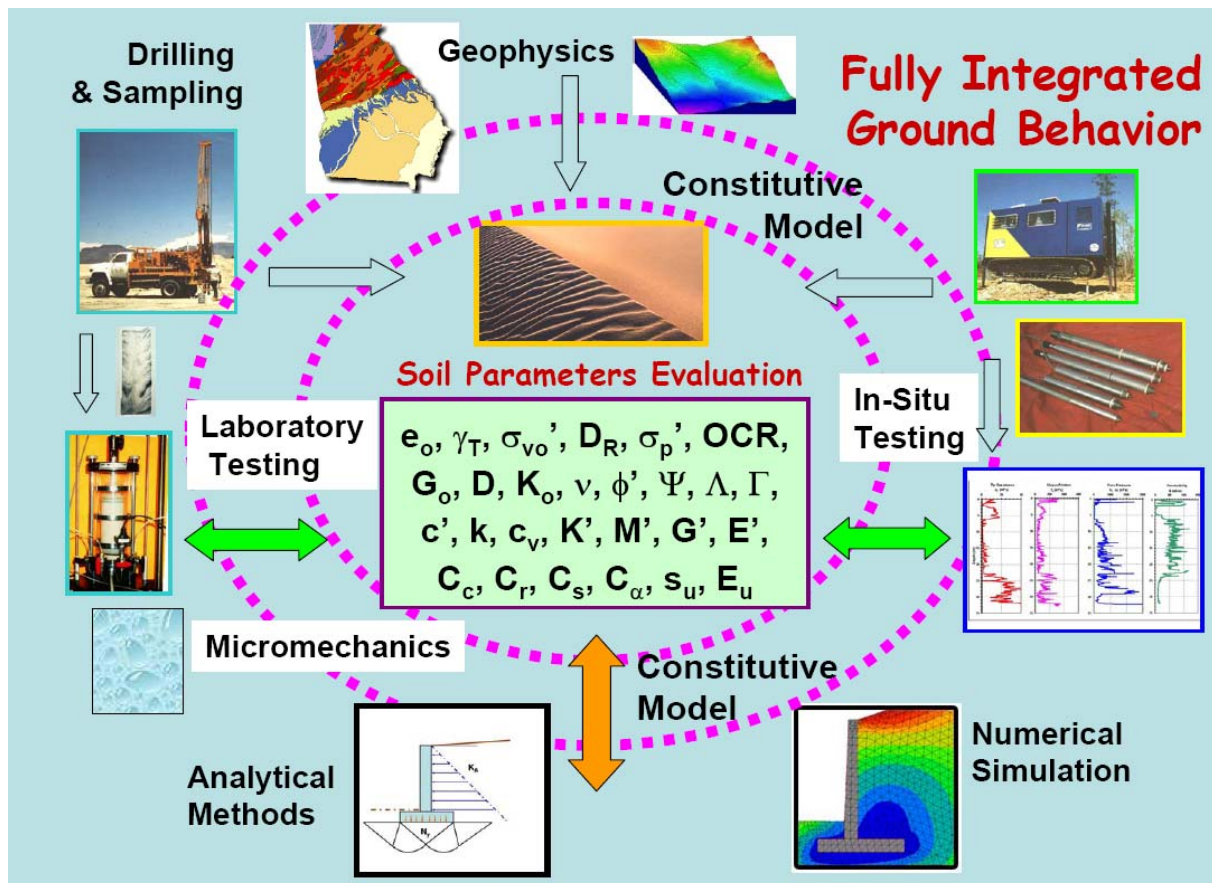 Drilling
& Sampling
Geophysics
Fully Integrated
Ground Behavior
Constitutive
Model
Soil Parameters Evaluation
Laboratory
Testing
In-Situ
Testing
eₒ, γT, σvo', DR, σp', OCR,
Gₒ, D, Kₒ, ν, ϕ', Ψ, Λ, Γ,
c', k, cv, K', M', G', E',
Cc, Cr, Cs, Cα, su, Eu
Micromechanics
Constitutive
Model
Analytical
Methods
Numerical
Simulation